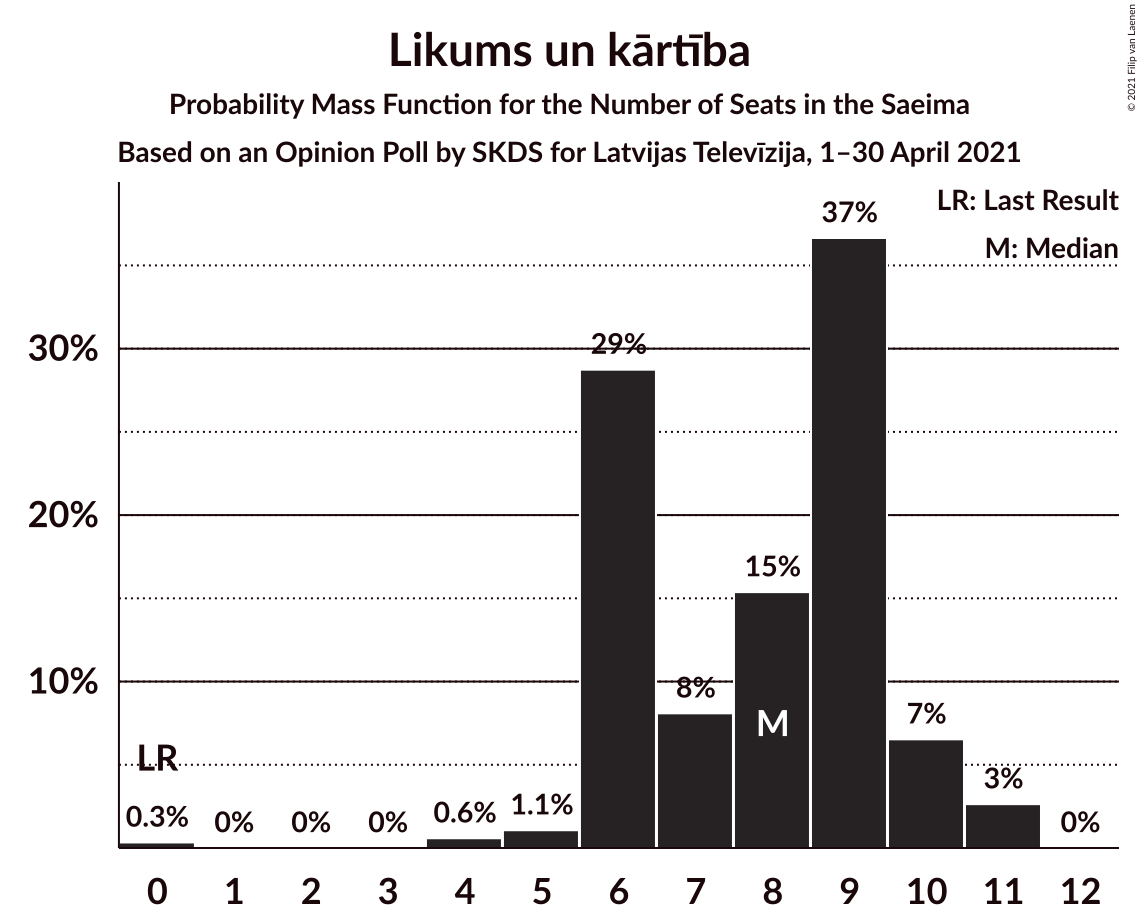 Likums un kārtība
Probability Mass Function for the Number of Seats in the Saeima
Based on an Opinion Poll by SKDS for Latvijas Televīzija, 1–30 April 2021
© 2021 Filip van Laenen
LR: Last Result
M: Median
37%
30%
29%
20%
15%
10%
8%
M
7%
LR
3%
0.3%
0%
0%
0%
0.6%
1.1%
0%
0 1 2 3 4 5 6 7 8 9 10 11 12